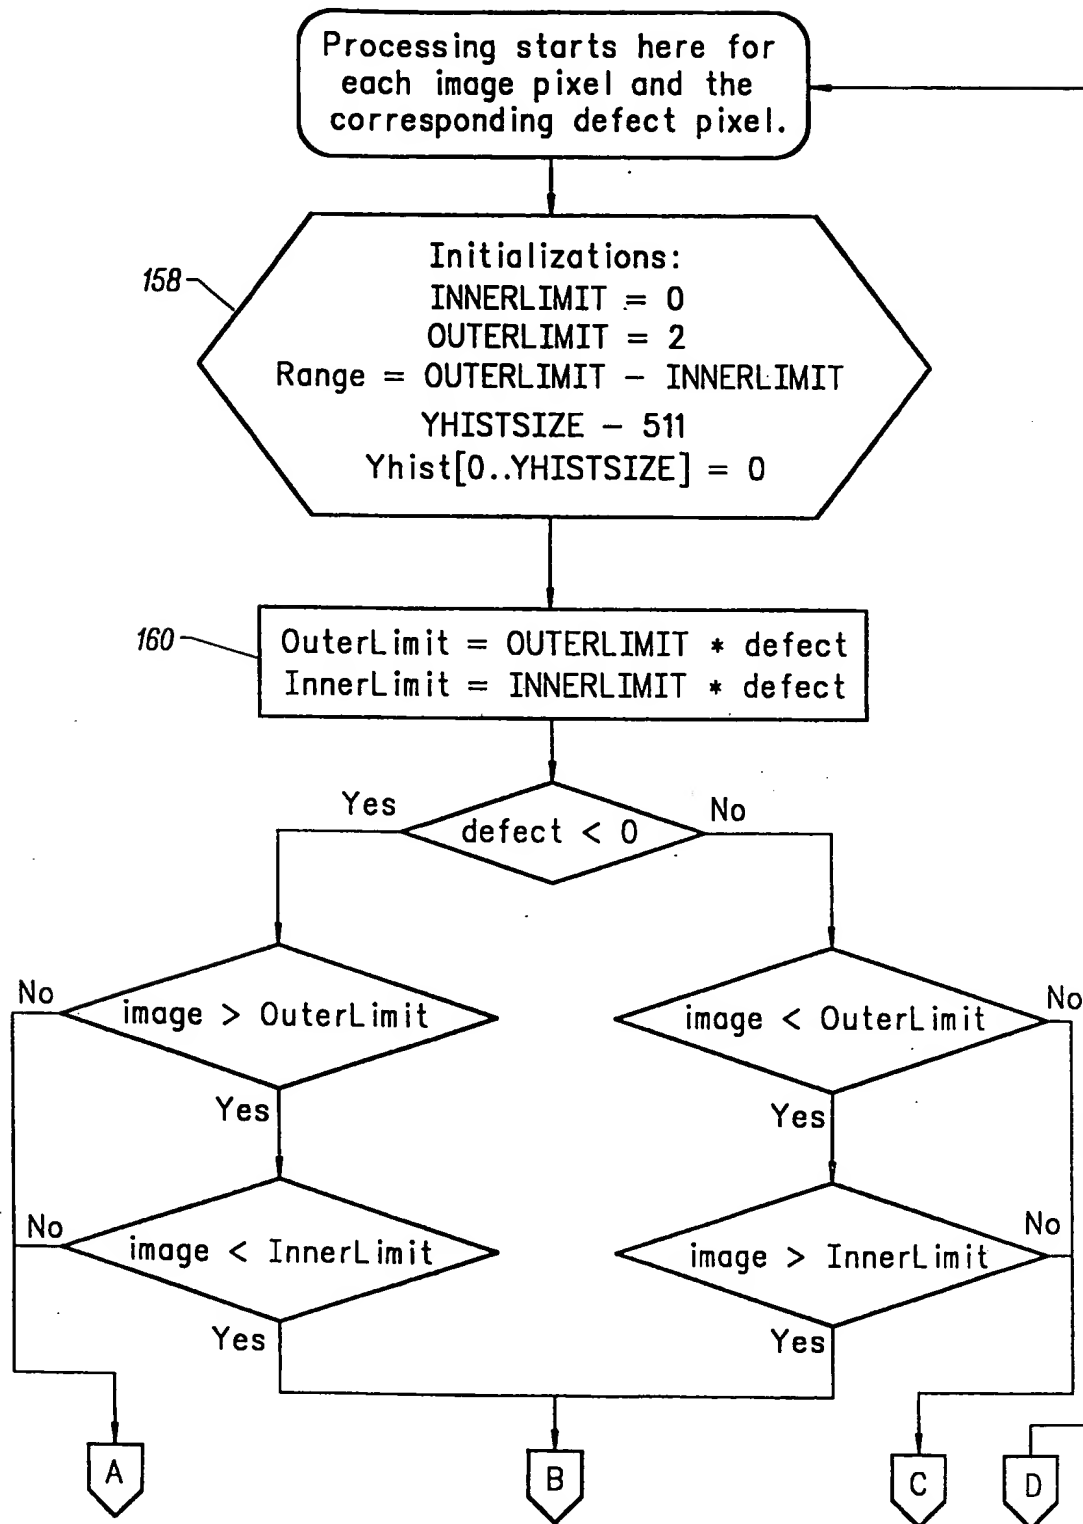 Processing starts here for
each image pixel and the
corresponding defect pixel.
158
Initializations:
INNERLIMIT = 0
OUTERLIMIT = 2
Range = OUTERLIMIT - INNERLIMIT
YHISTSIZE - 511
Yhist[0..YHISTSIZE] = 0
160
OuterLimit = OUTERLIMIT * defect
InnerLimit = INNERLIMIT * defect
Yes
defect < 0
No
No
image > OuterLimit
Yes
image < OuterLimit
No
Yes
No
image < InnerLimit
Yes
image > InnerLimit
No
Yes
A
B
C
D